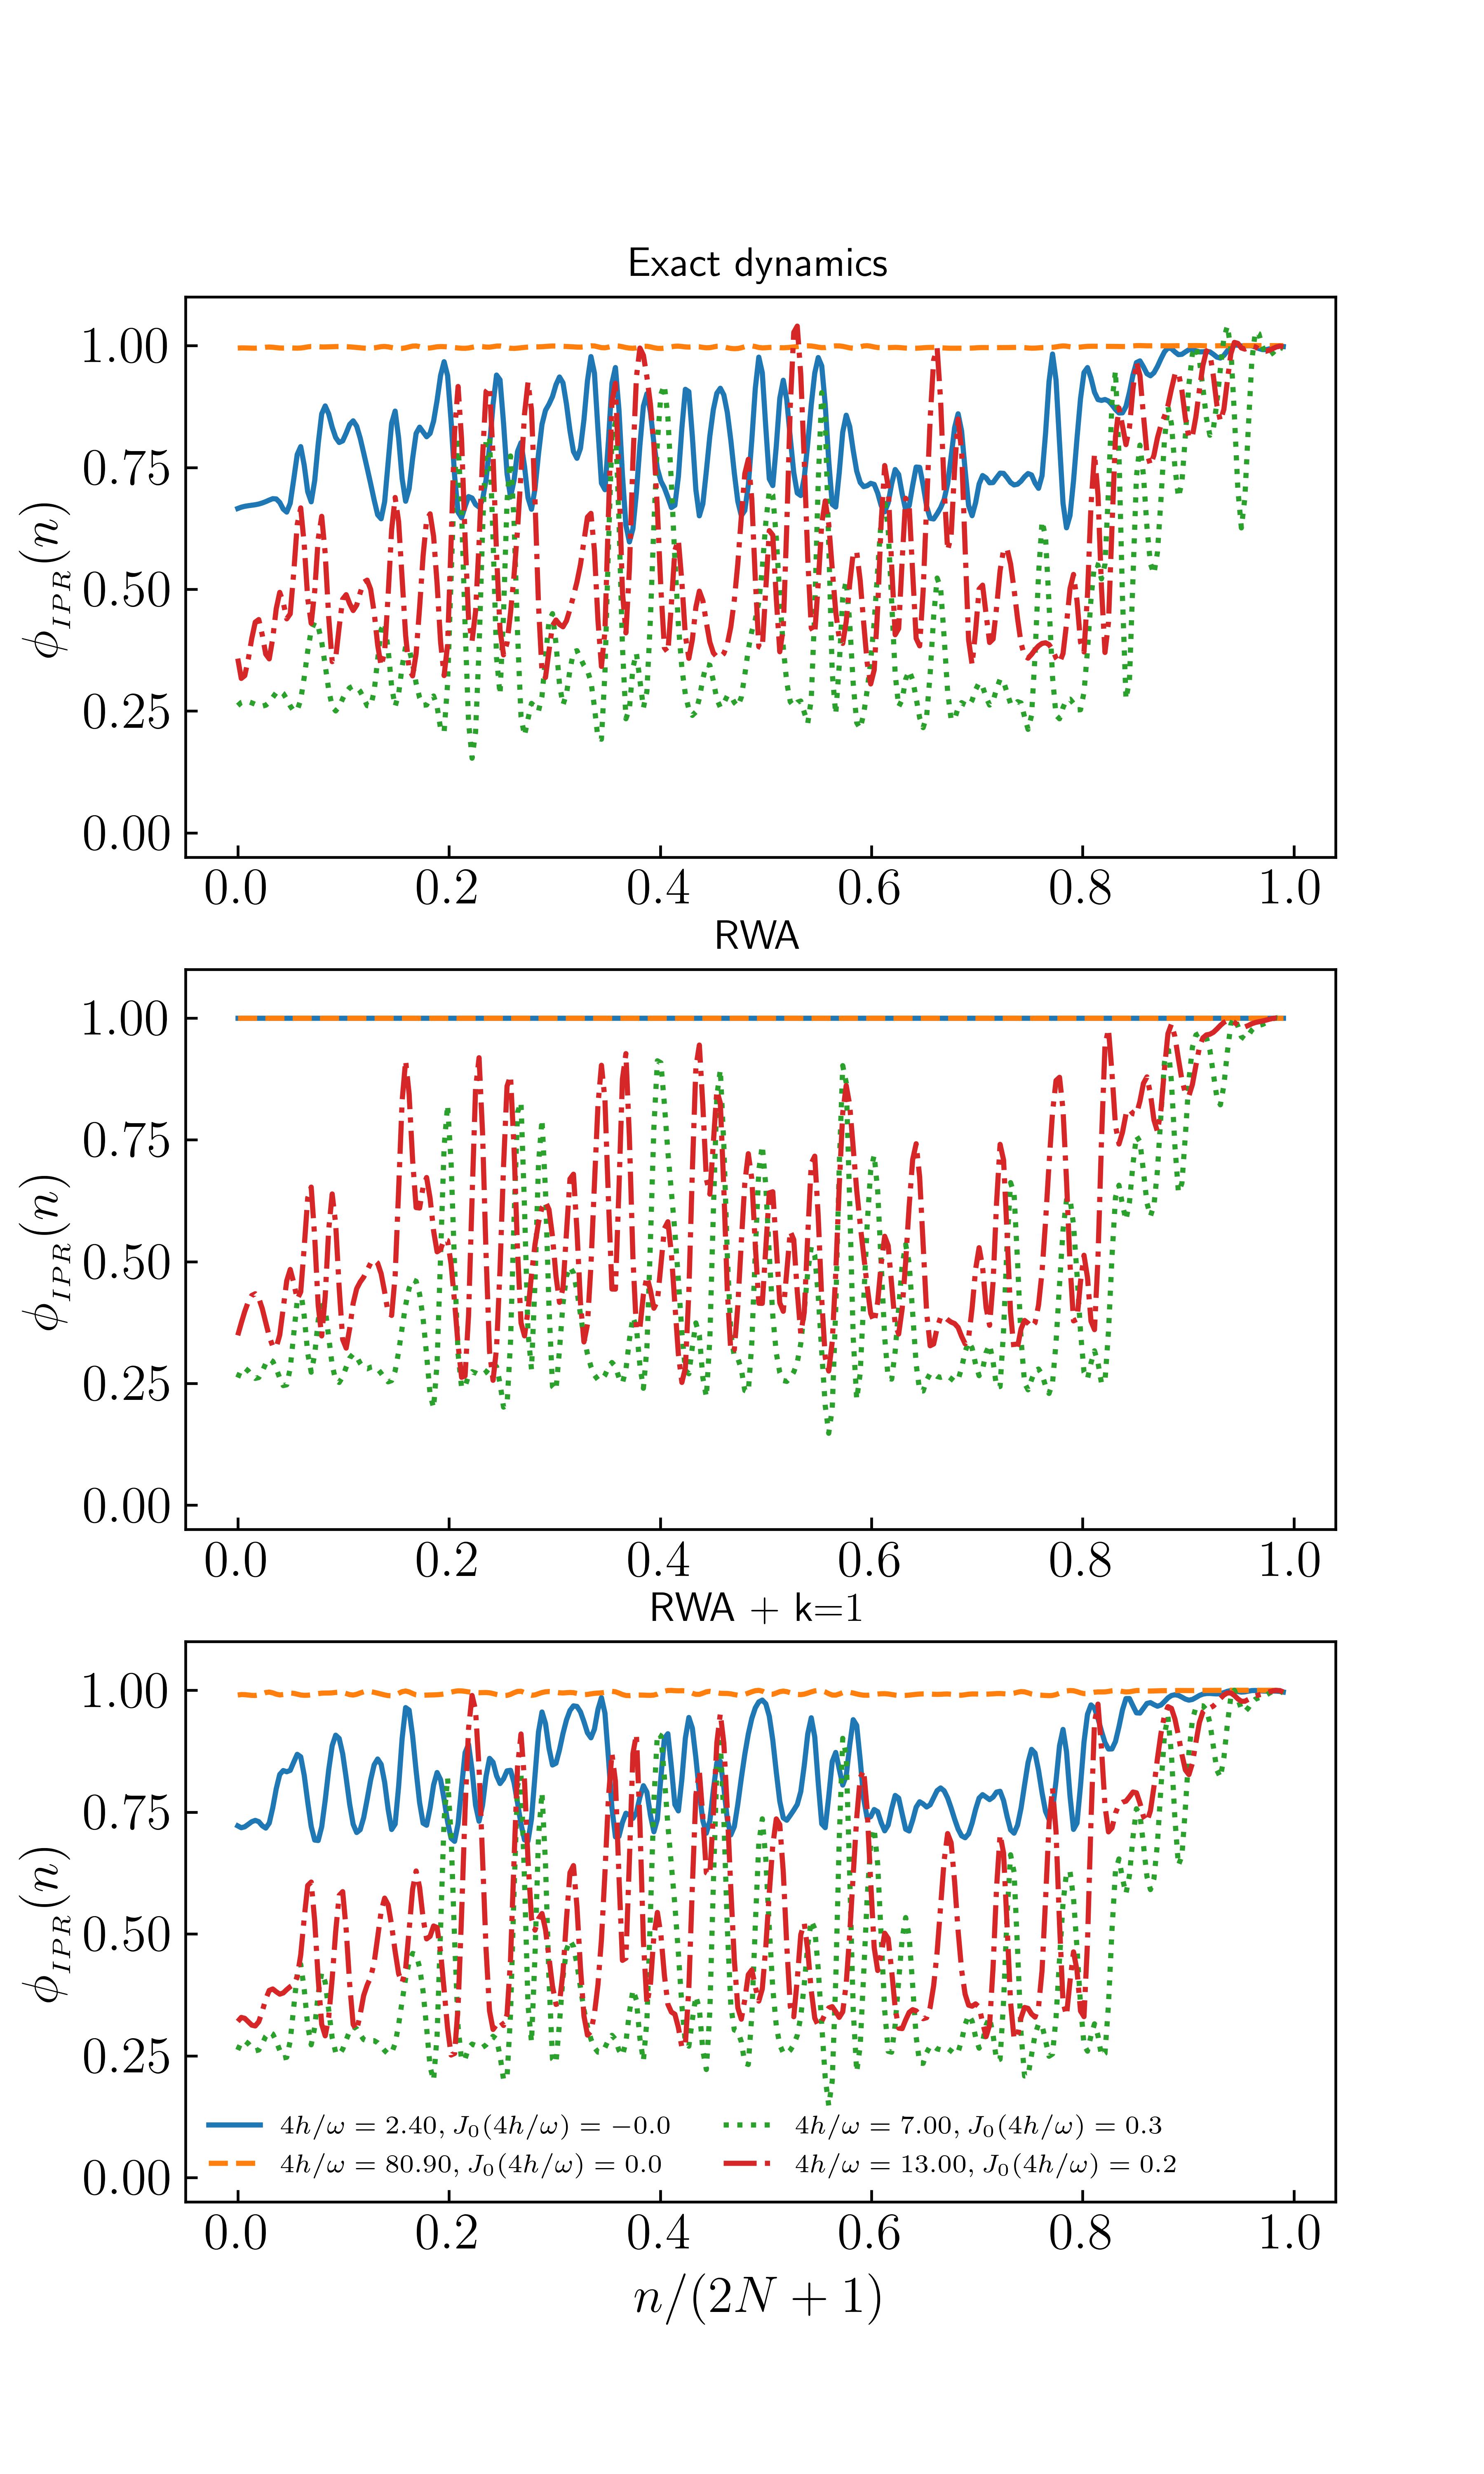 Exact dynamics
1.00
0.75
0.50
0.25
0.00
ϕ_{IPR}(n)
0.0 0.2 0.4 0.6 0.8 1.0
RWA
1.00
0.75
0.50
0.25
0.00
ϕ_{IPR}(n)
0.0 0.2 0.4 0.6 0.8 1.0
RWA + k=1
1.00
0.75
0.50
0.25
0.00
ϕ_{IPR}(n)
4h/ω = 2.40, J_0(4h/ω) = −0.0
4h/ω = 80.90, J_0(4h/ω) = 0.0
4h/ω = 7.00, J_0(4h/ω) = 0.3
4h/ω = 13.00, J_0(4h/ω) = 0.2
0.0 0.2 0.4 0.6 0.8 1.0
n/(2N + 1)